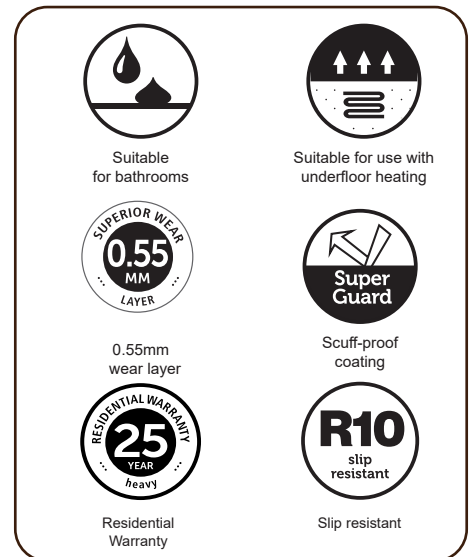 Suitable
for bathrooms
Suitable for use with
underfloor heating
SUPERIOR WEAR
0.55
MM
LAYER
0.55mm
wear layer
Super
Guard
Scuff-proof
coating
RESIDENTIAL WARRANTY
25
YEAR
heavy
Residential
Warranty
R10
slip
resistant
Slip resistant